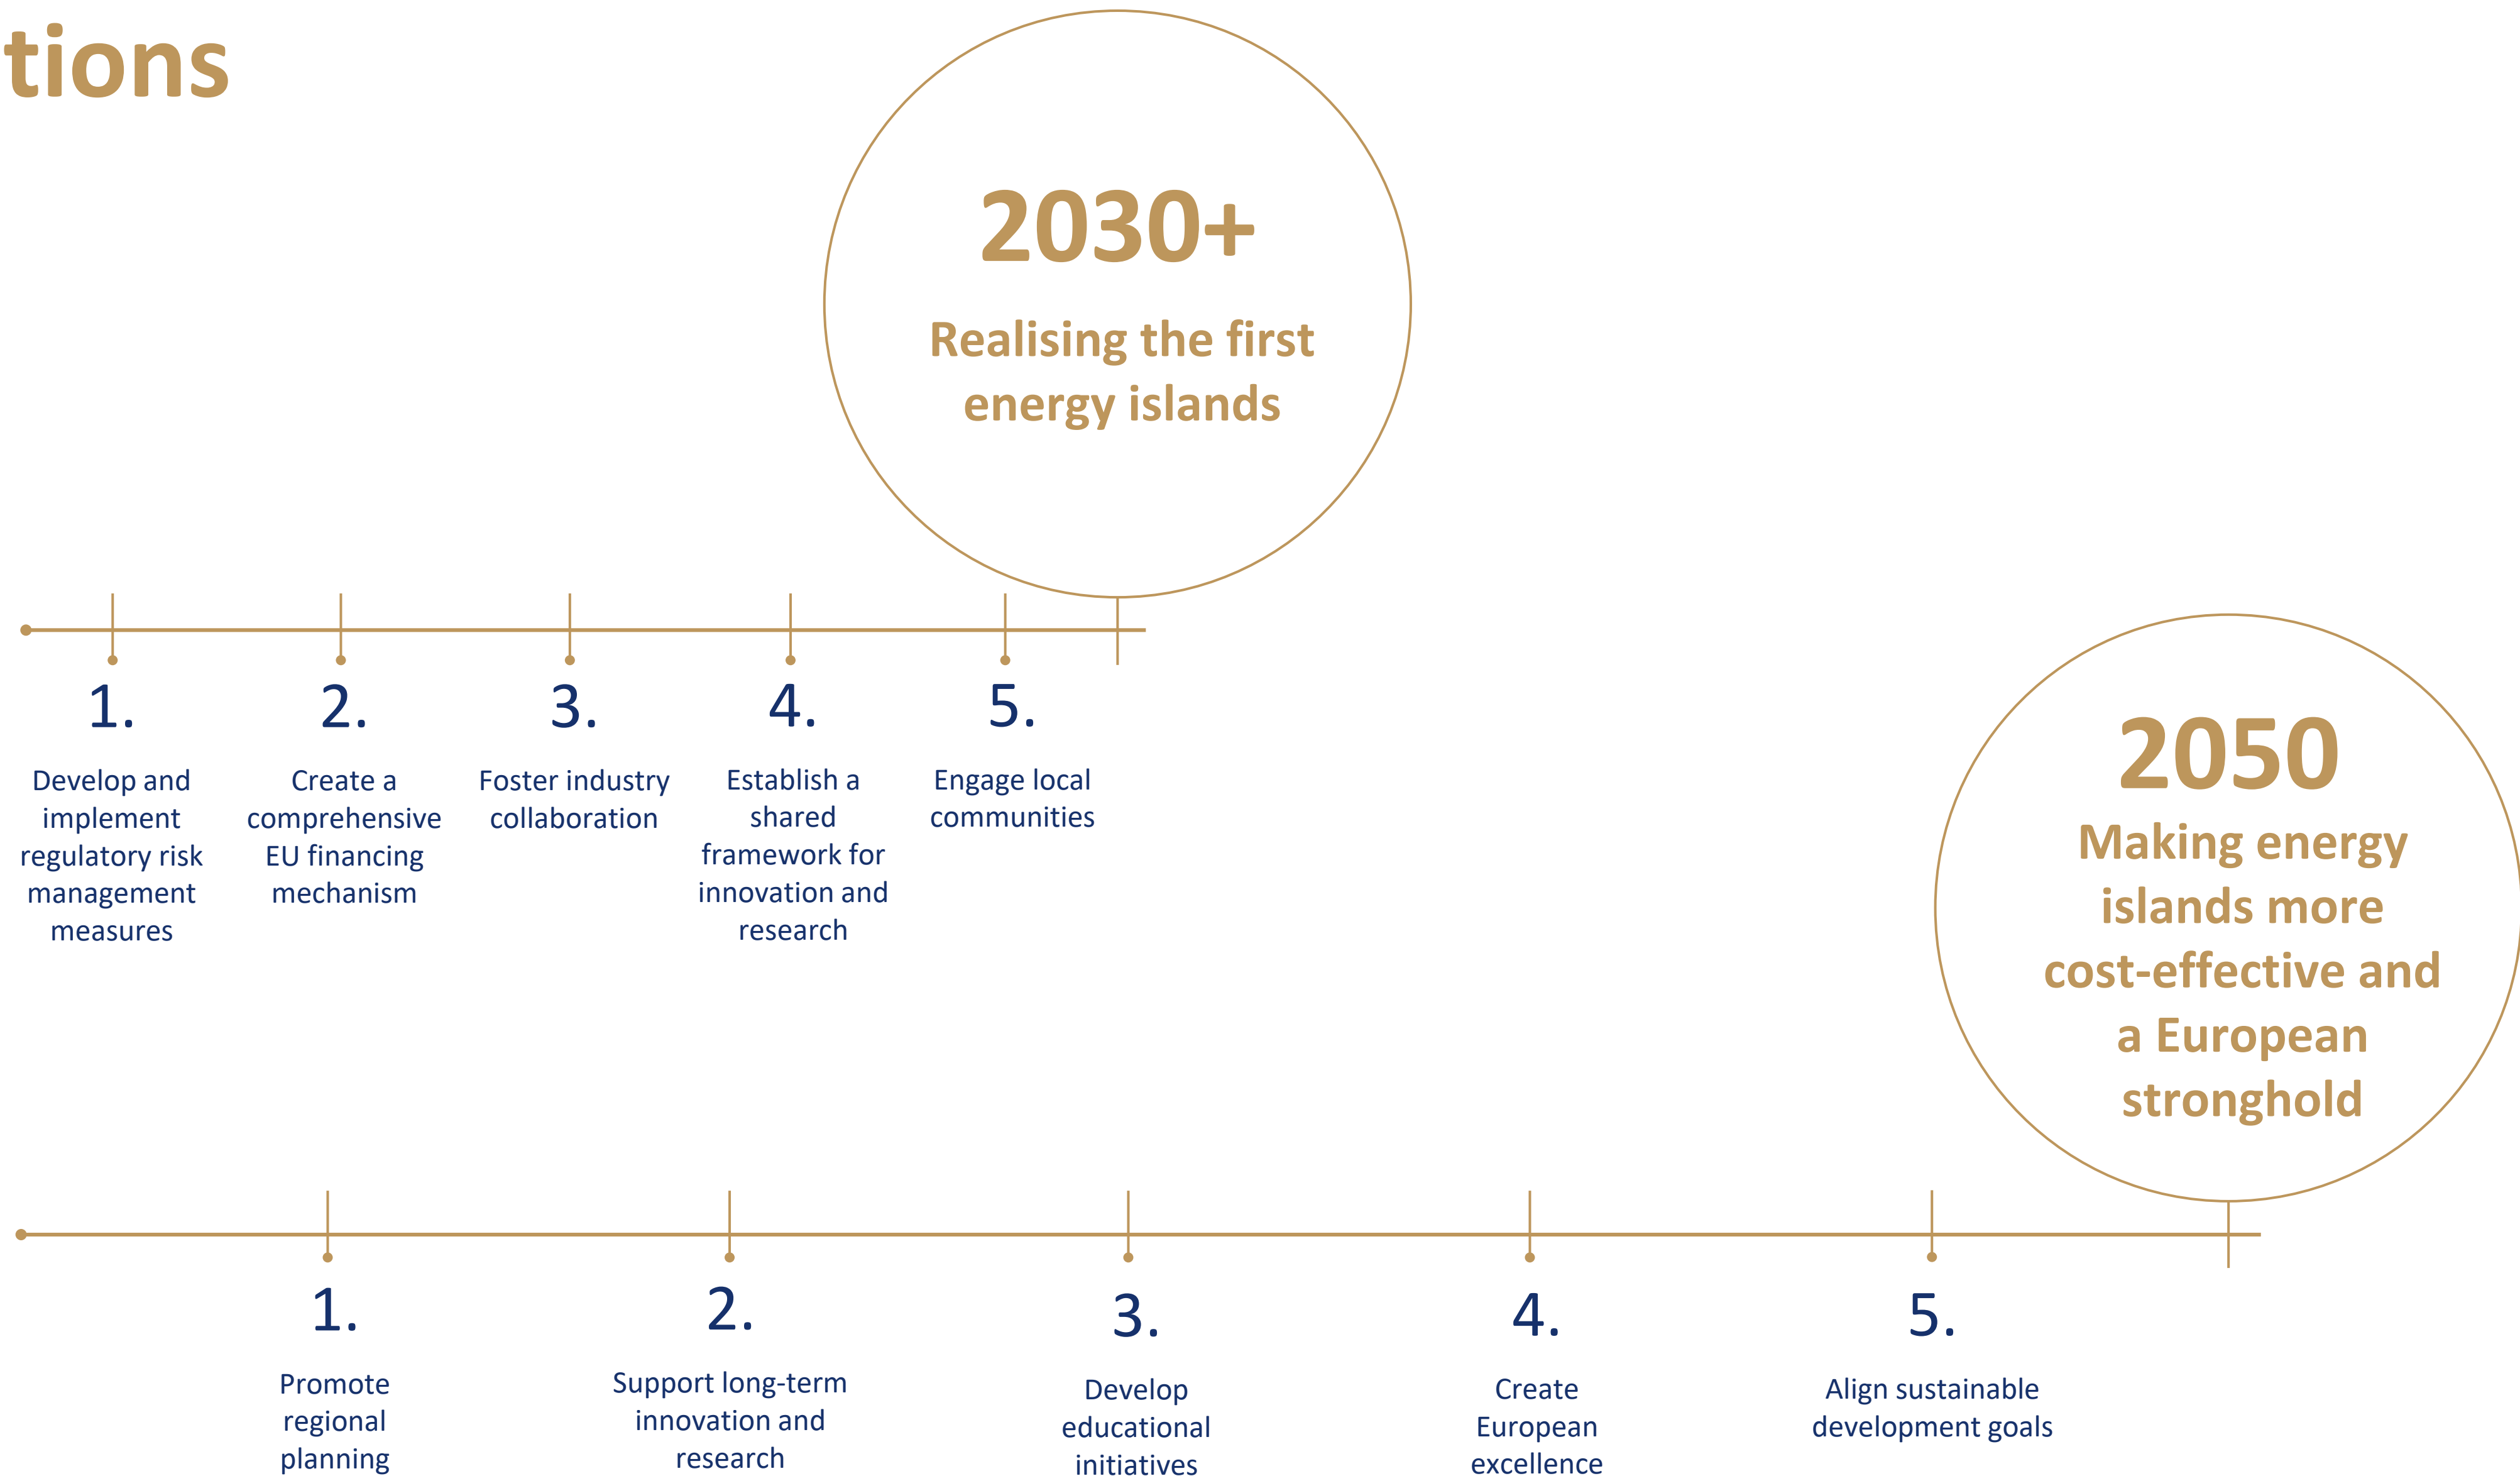 tions
2030+
Realising the first
energy islands
1.
Develop and
implement
regulatory risk
management
measures
2.
Create a
comprehensive
EU financing
mechanism
3.
Foster industry
collaboration
4.
Establish a
shared
framework for
innovation and
research
5.
Engage local
communities
2050
Making energy
islands more
cost-effective and
a European
stronghold
1.
Promote
regional
planning
2.
Support long-term
innovation and
research
3.
Develop
educational
initiatives
4.
Create
European
excellence
5.
Align sustainable
development goals